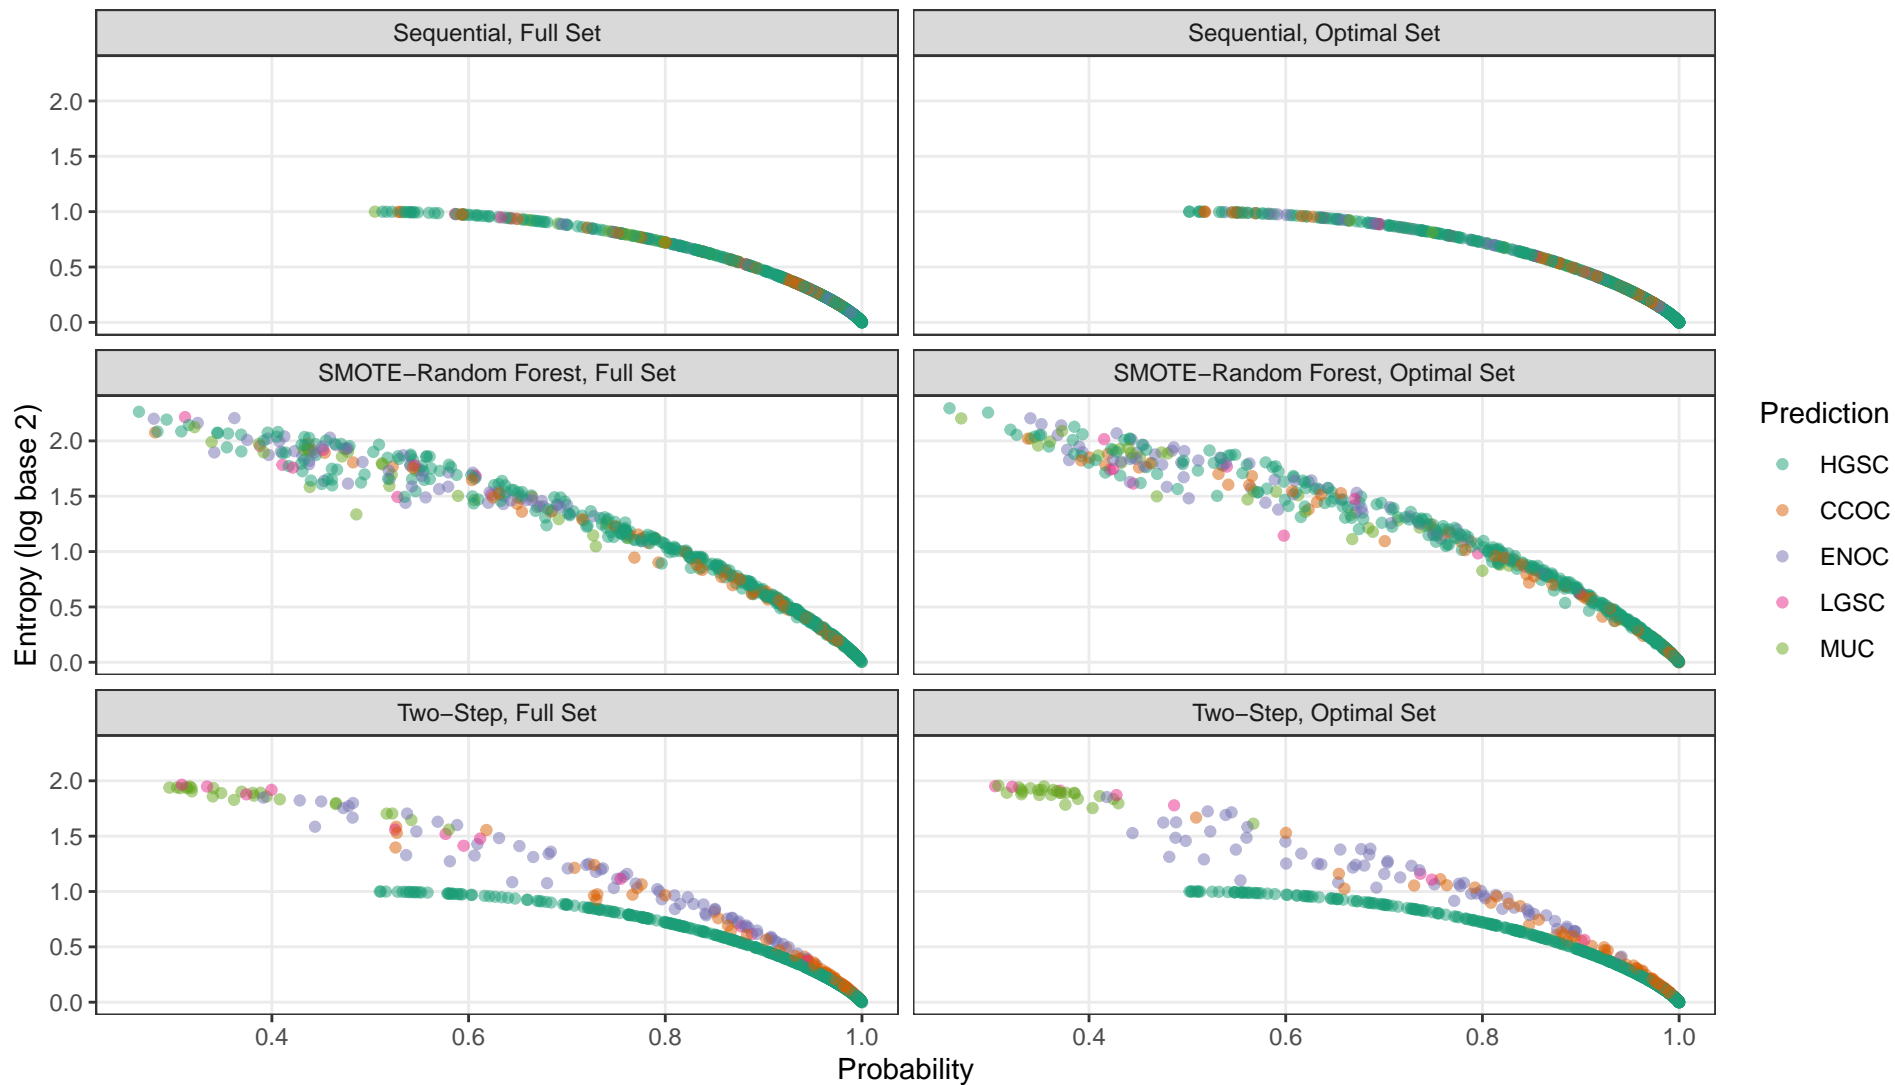 Sequential, Full Set
Sequential, Optimal Set
2.0
1.5
1.0
0.5
0.0
SMOTE−Random Forest, Full Set
SMOTE−Random Forest, Optimal Set
2.0
1.5
1.0
0.5
0.0
Two−Step, Full Set
Two−Step, Optimal Set
2.0
1.5
1.0
0.5
0.0
0.4 0.6 0.8 1.0
0.4 0.6 0.8 1.0
Probability
Entropy (log base 2)
Prediction
HGSC
CCOC
ENOC
LGSC
MUC